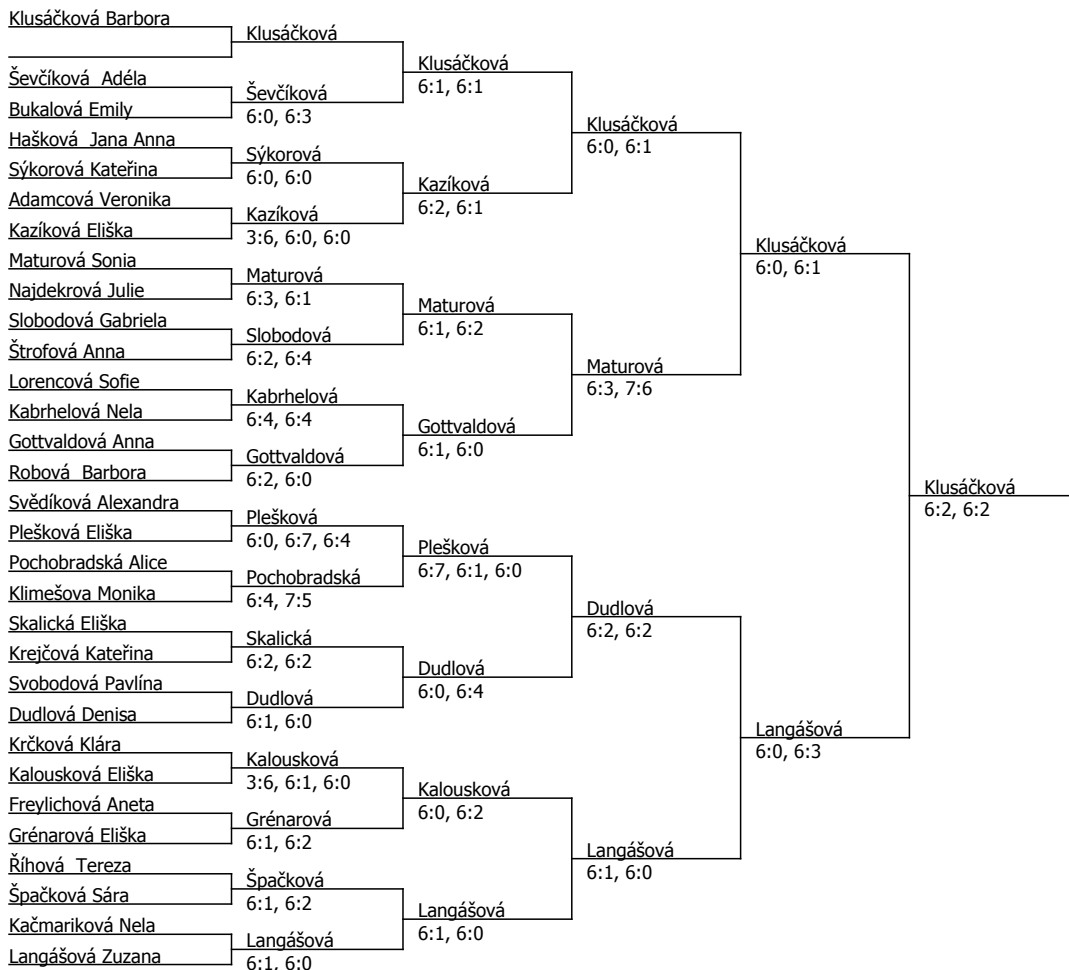 Klusáčková Barbora
Ševčíková  Adéla
Bukalová Emily
Hašková  Jana Anna
Sýkorová Kateřina
Adamcová Veronika
Kazíková Eliška
Maturová Sonia
Najdekrová Julie
Slobodová Gabriela
Štrofová Anna
Lorencová Sofie
Kabrhelová Nela
Gottvaldová Anna
Robová  Barbora
Svědíková Alexandra
Plešková Eliška
Pochobradská Alice
Klimešova Monika
Skalická Eliška
Krejčová Kateřina
Svobodová Pavlína
Dudlová Denisa
Krčková Klára
Kalousková Eliška
Freylichová Aneta
Grénarová Eliška
Říhová  Tereza
Špačková Sára
Kačmariková Nela
Langášová Zuzana
Klusáčková
Ševčíková
6:0, 6:3
Sýkorová
6:0, 6:0
Kazíková
3:6, 6:0, 6:0
Maturová
6:3, 6:1
Slobodová
6:2, 6:4
Kabrhelová
6:4, 6:4
Gottvaldová
6:2, 6:0
Plešková
6:0, 6:7, 6:4
Pochobradská
6:4, 7:5
Skalická
6:2, 6:2
Dudlová
6:1, 6:0
Kalousková
3:6, 6:1, 6:0
Grénarová
6:1, 6:2
Špačková
6:1, 6:2
Langášová
6:1, 6:0
Klusáčková
6:1, 6:1
Kazíková
6:2, 6:1
Maturová
6:1, 6:2
Gottvaldová
6:1, 6:0
Plešková
6:7, 6:1, 6:0
Dudlová
6:0, 6:4
Kalousková
6:0, 6:2
Langášová
6:1, 6:0
Klusáčková
6:0, 6:1
Maturová
6:3, 7:6
Dudlová
6:2, 6:2
Langášová
6:1, 6:0
Klusáčková
6:0, 6:1
Langášová
6:0, 6:3
Klusáčková
6:2, 6:2